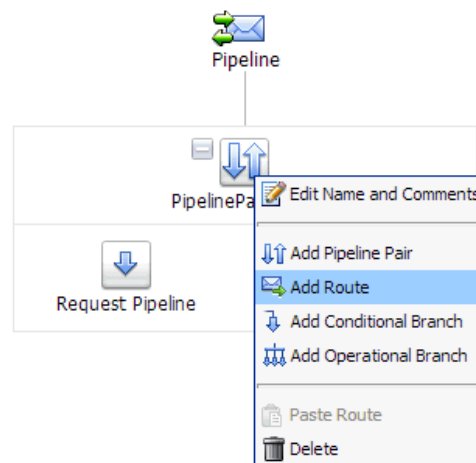 Pipeline
PipelinePa
Edit Name and Comments
Add Pipeline Pair
Request Pipeline
Add Route
Add Conditional Branch
Add Operational Branch
Paste Route
Delete